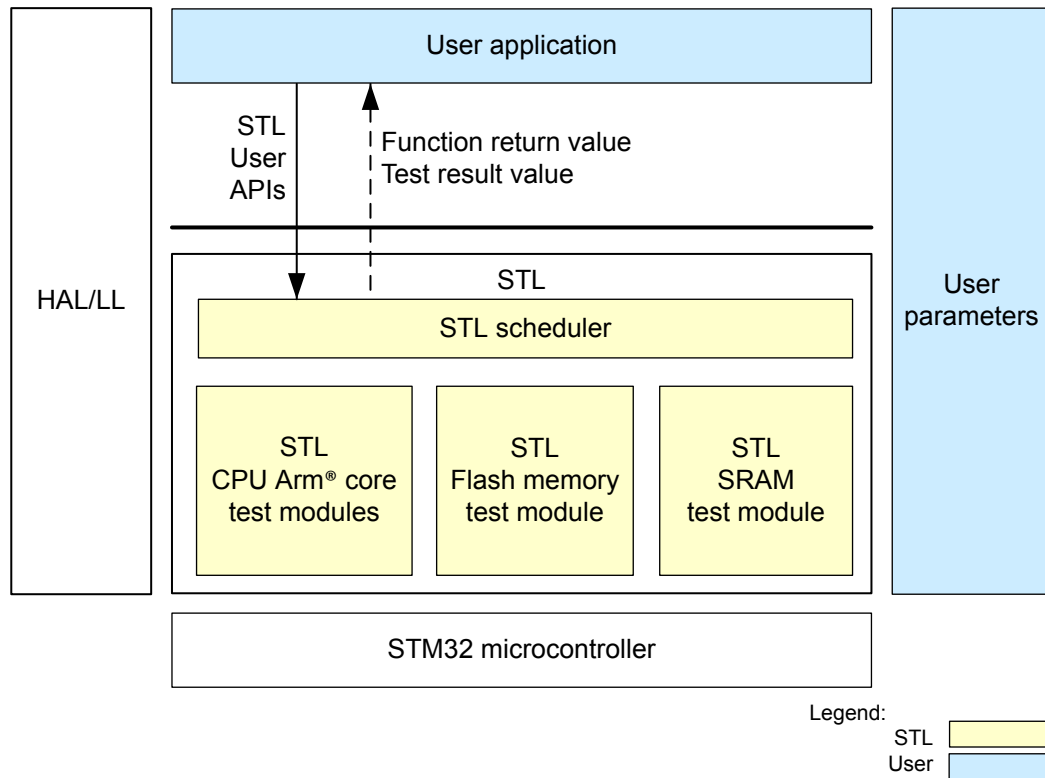 User application
STL
User
APIs
Function return value
Test result value
HAL/LL
STL
STL scheduler
STL
CPU Arm® core
test modules
STL
Flash memory
test module
STL
SRAM
test module
User
parameters
STM32 microcontroller
Legend:
STL
User